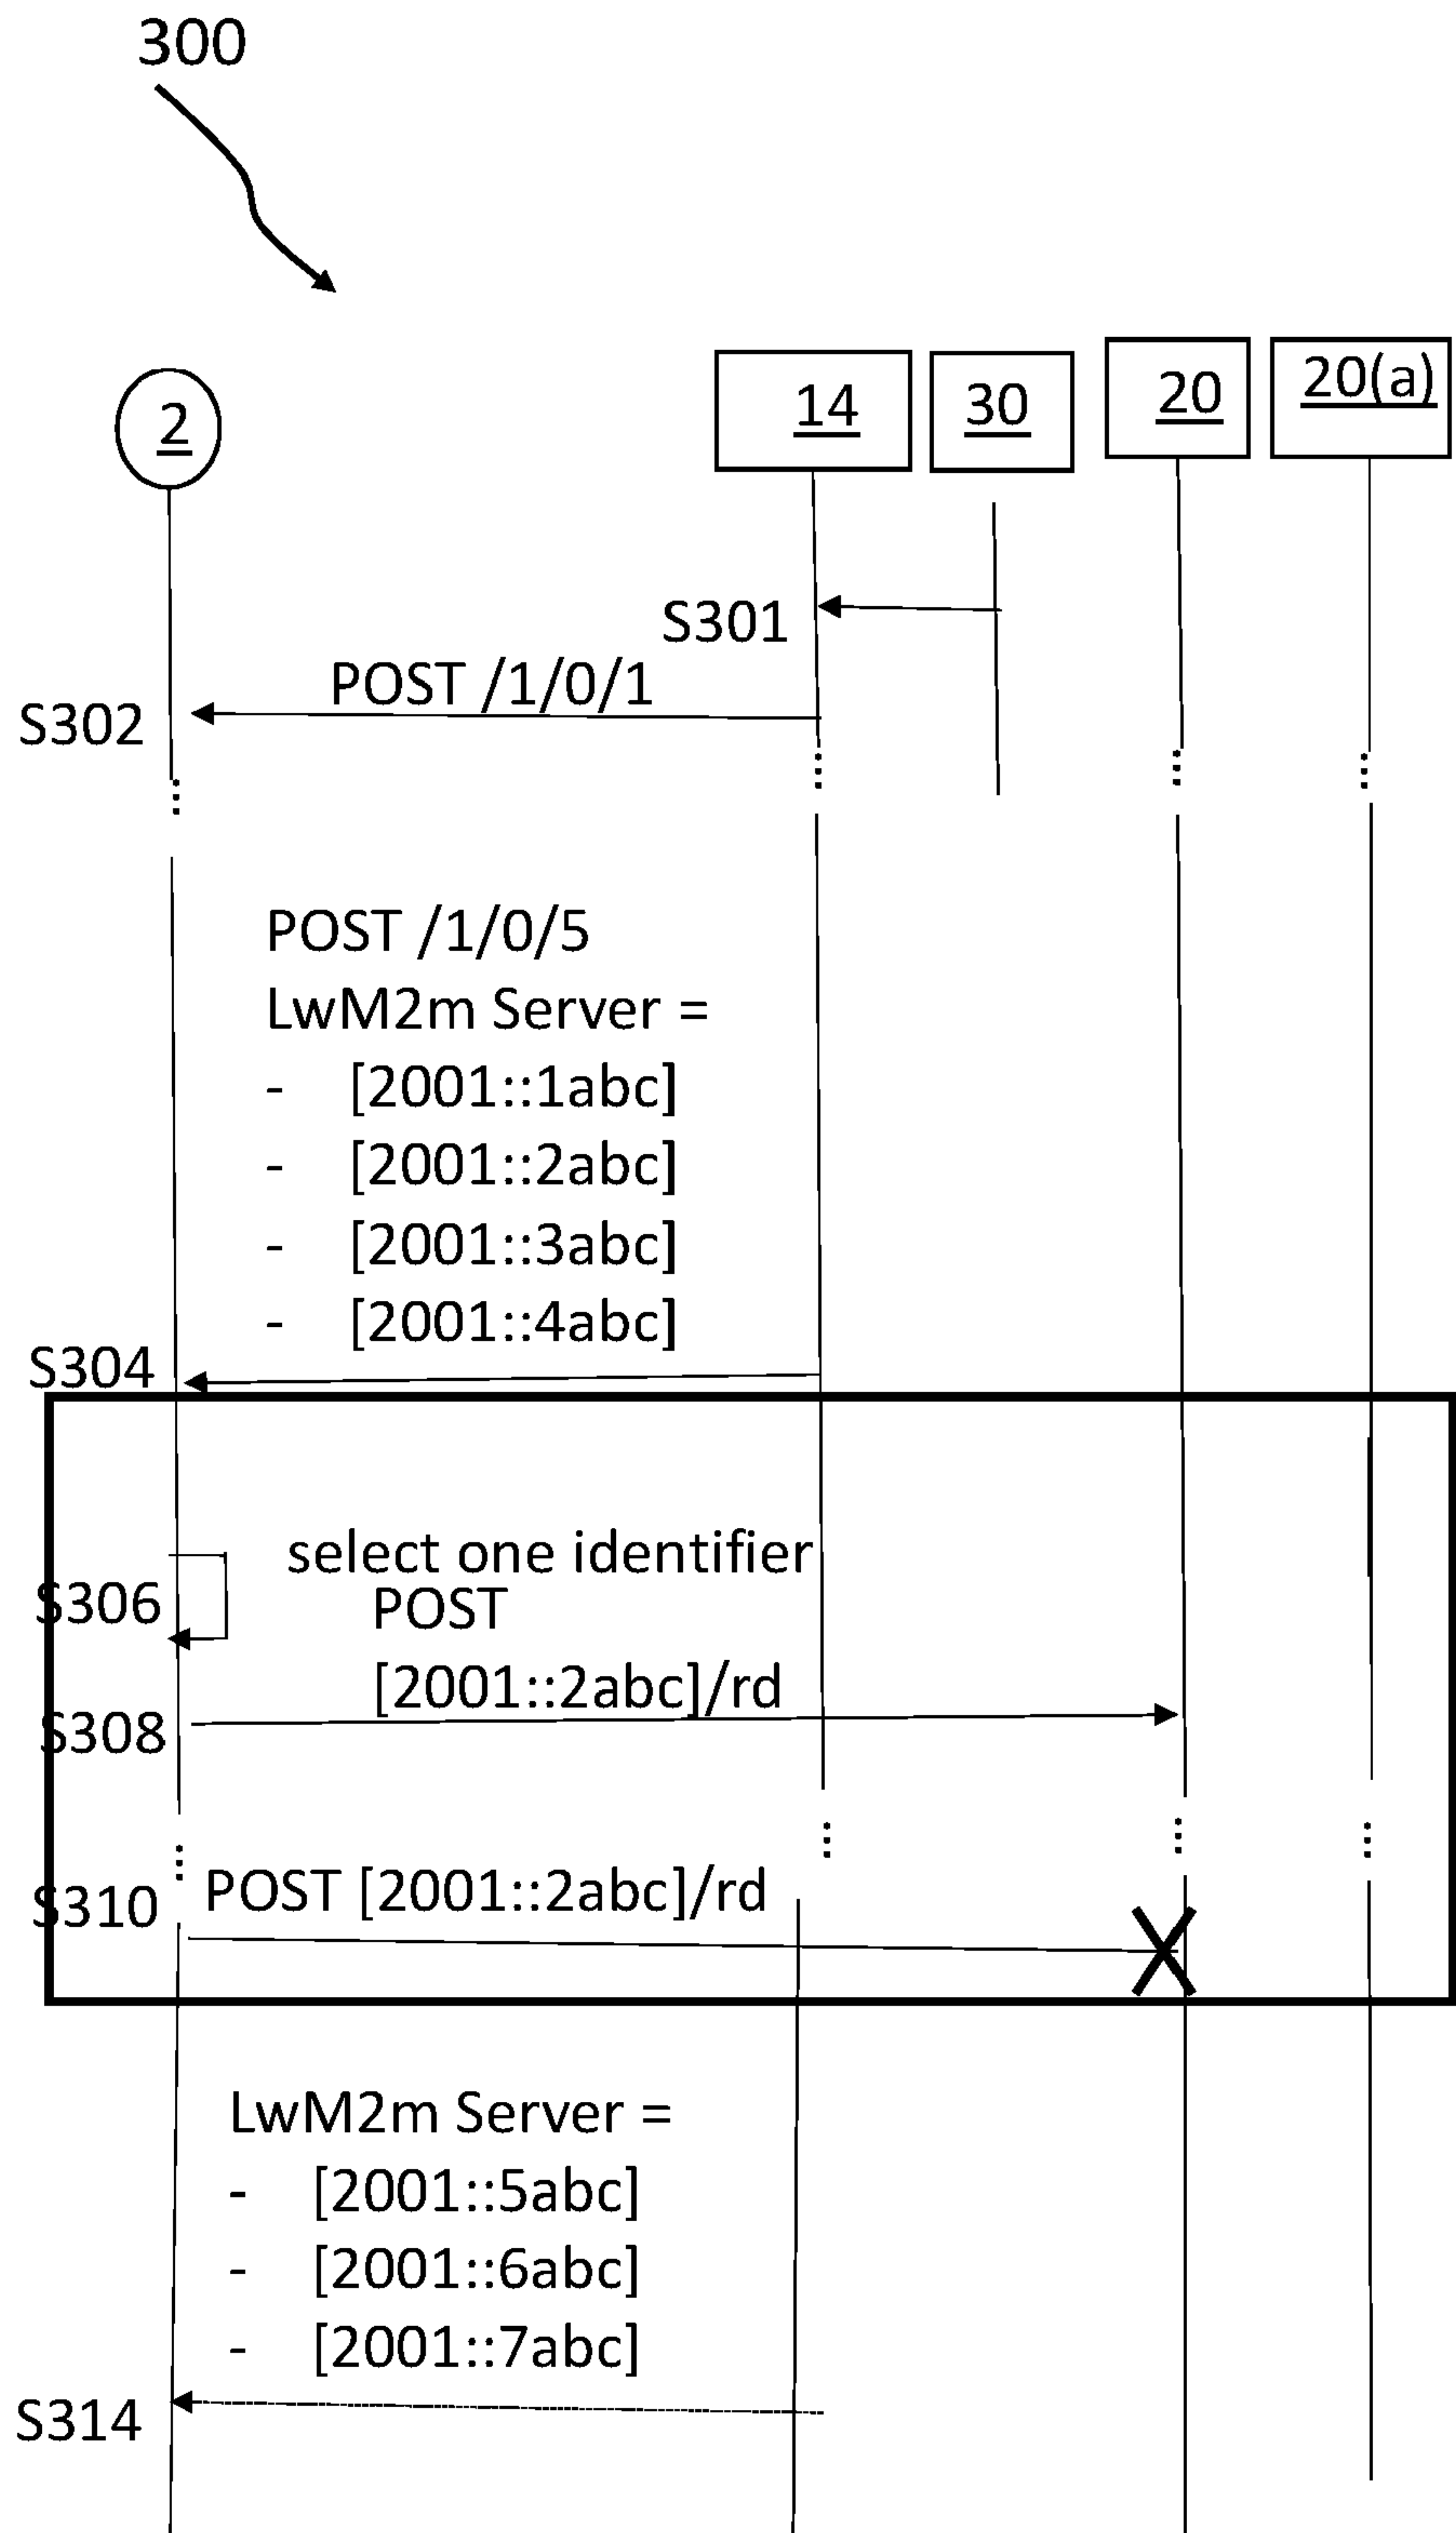 300
2
14
30
20
20(a)
S301
POST /1/0/1
S302
POST /1/0/5
LwM2m Server =
- [2001::1abc]
- [2001::2abc]
- [2001::3abc]
- [2001::4abc]
S304
select one identifier
S306
POST
[2001::2abc]/rd
S308
POST [2001::2abc]/rd
S310
LwM2m Server =
- [2001::5abc]
- [2001::6abc]
- [2001::7abc]
S314